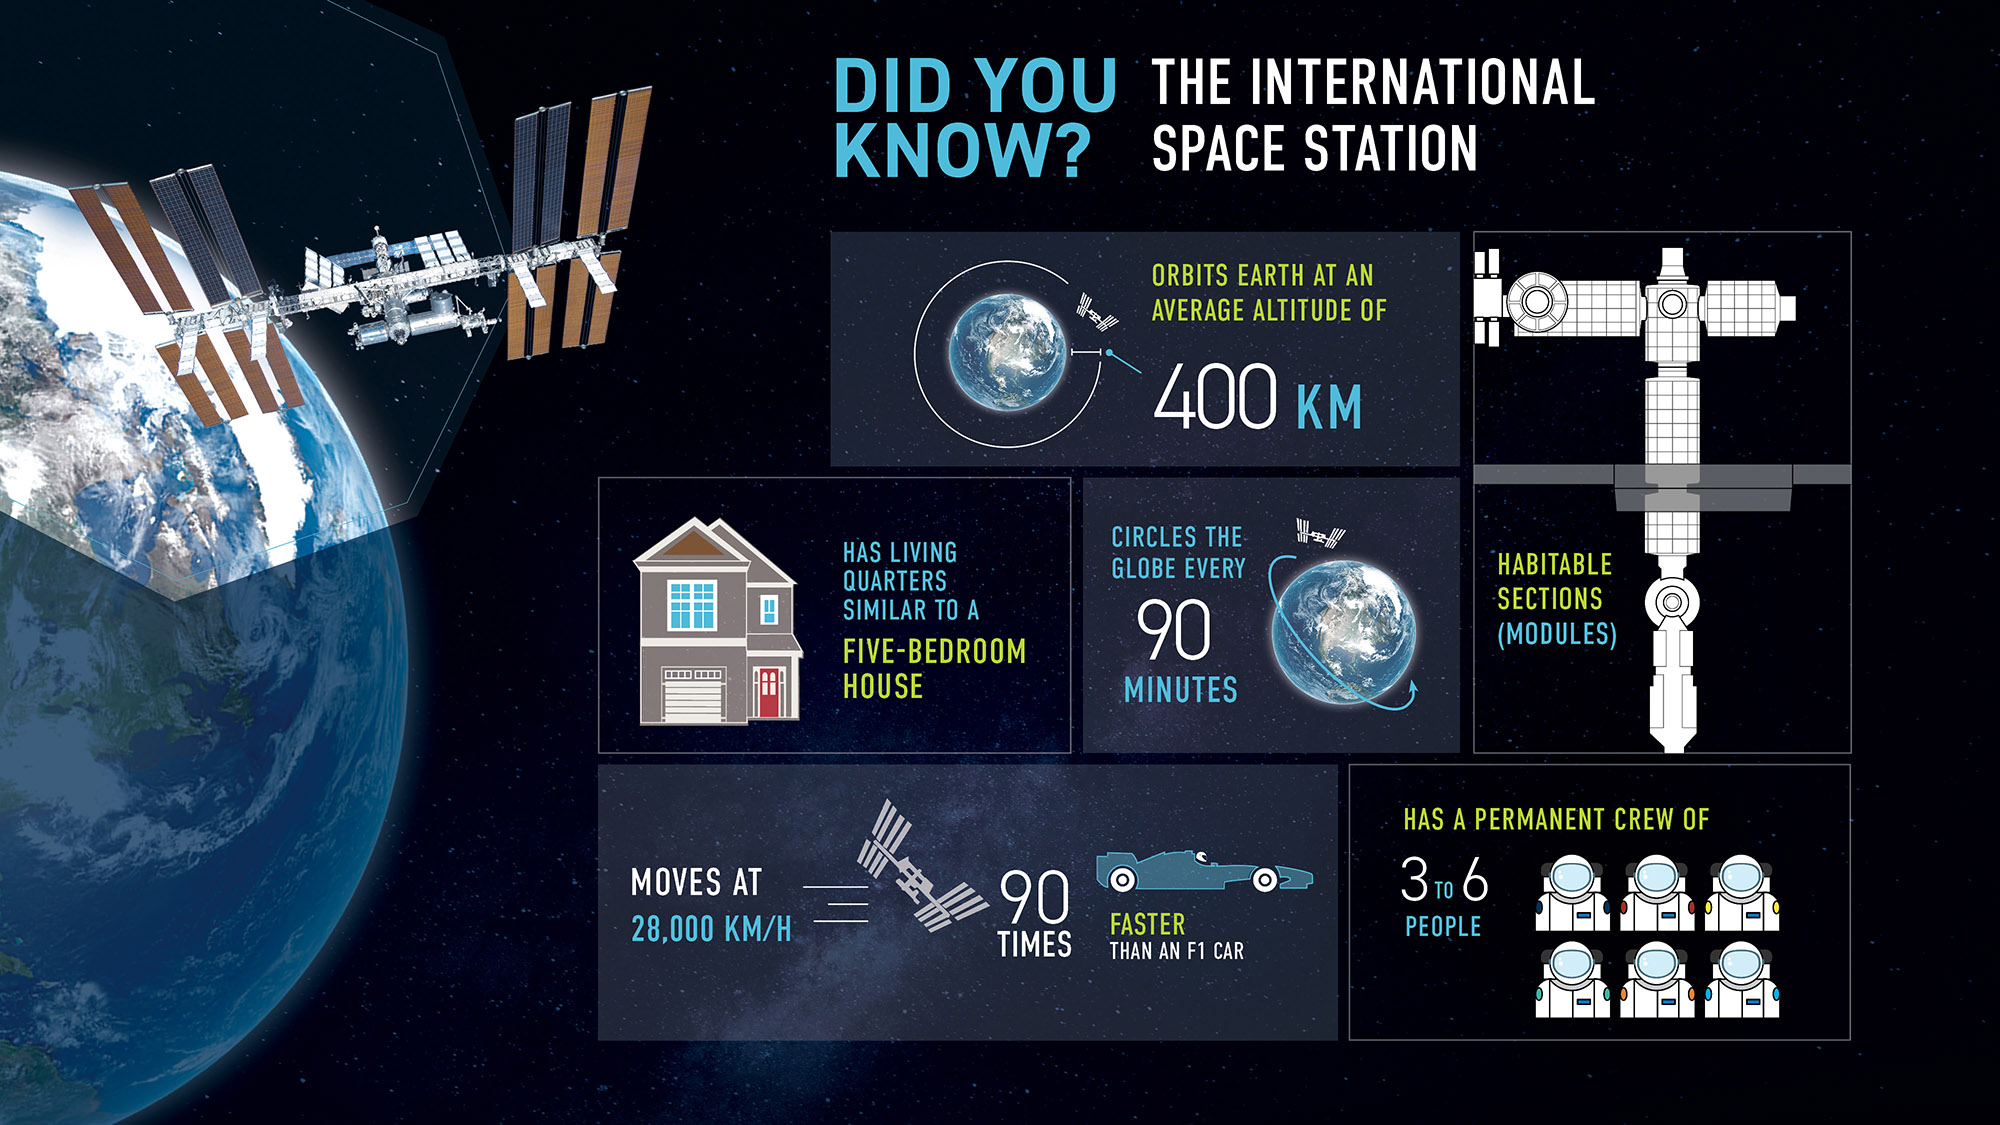 DID YOU
KNOW?
THE INTERNATIONAL
SPACE STATION
ORBITS EARTH AT AN
AVERAGE ALTITUDE OF
400 KM
HAS LIVING
QUARTERS
SIMILAR TO A
FIVE-BEDROOM
HOUSE
CIRCLES THE
GLOBE EVERY
90
MINUTES
HABITABLE
SECTIONS
(MODULES)
MOVES AT
28,000 KM/H
90
TIMES
FASTER
THAN AN F1 CAR
HAS A PERMANENT CREW OF
3 TO 6
PEOPLE